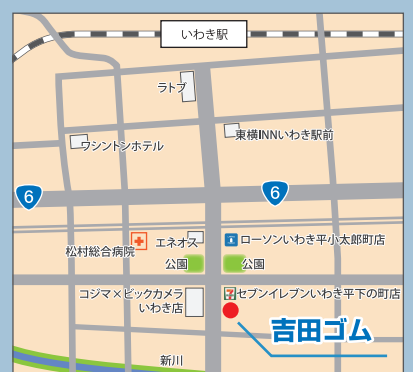 いわき駅
ラトブ
東横INNいわき駅前
ワシントンホテル
6
6
エネオス
ローソンいわき平小太郎町店
松村総合病院
公園
公園
コジマ×ビックカメラ
いわき店
7
セブンイレブンいわき平下の町店
吉田ゴム
新川